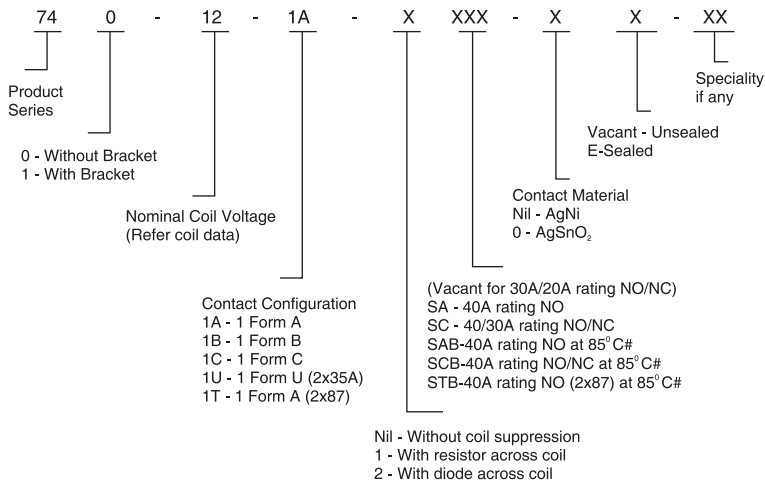 74 0 - 12 - 1A - X XXX - X X - XX
Product
Series
0 - Without Bracket
1 - With Bracket
Nominal Coil Voltage
(Refer coil data)
Contact Configuration
1A - 1 Form A
1B - 1 Form B
1C - 1 Form C
1U - 1 Form U (2x35A)
1T - 1 Form A (2x87)
Nil - Without coil suppression
1 - With resistor across coil
2 - With diode across coil
(Vacant for 30A/20A rating NO/NC)
SA - 40A rating NO
SC - 40/30A rating NO/NC
SAB-40A rating NO at 85⁰C#
SCB-40A rating NO/NC at 85⁰C#
STB-40A rating NO (2x87) at 85⁰C#
Contact Material
Nil - AgNi
0 - AgSnO₂
Vacant - Unsealed
E-Sealed
Speciality
if any